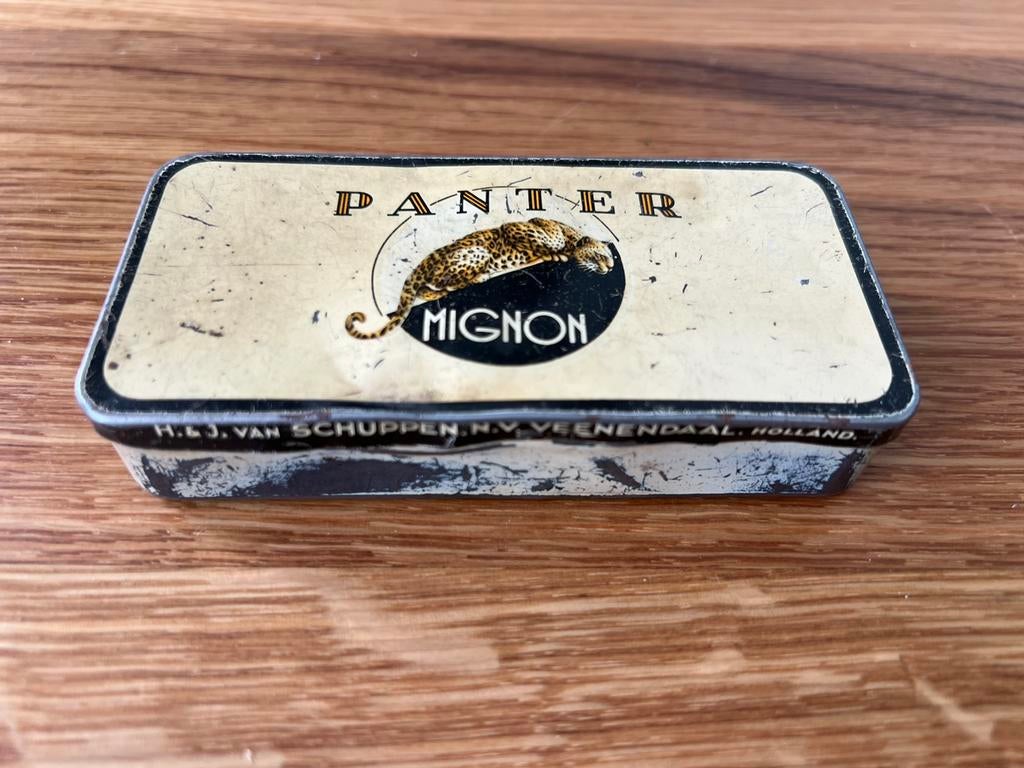 PANTER
MIGNON
H. & J. VAN SCHUPPEN, N.V. VEENENDAAL. HOLLAND.